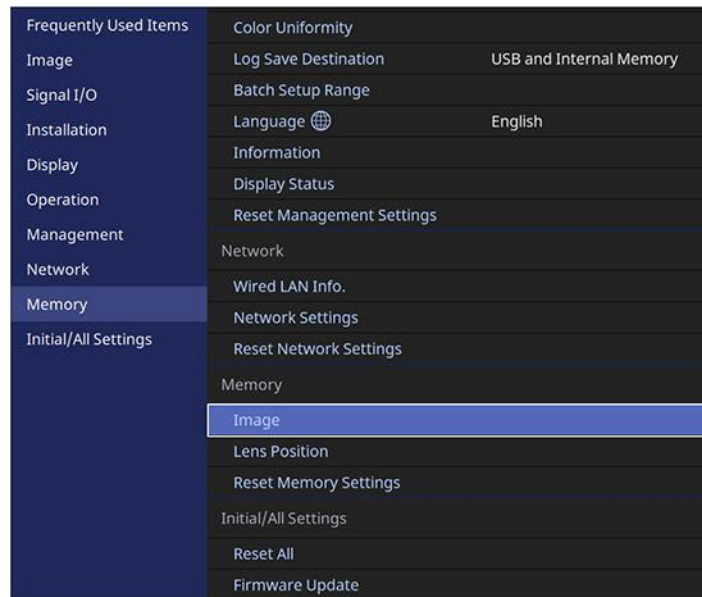 Frequently Used Items
Image
Signal I/O
Installation
Display
Operation
Management
Network
Memory
Initial/All Settings
Color Uniformity
Log Save Destination USB and Internal Memory
Batch Setup Range
Language English
Information
Display Status
Reset Management Settings
Network
Wired LAN Info.
Network Settings
Reset Network Settings
Memory
Image
Lens Position
Reset Memory Settings
Initial/All Settings
Reset All
Firmware Update